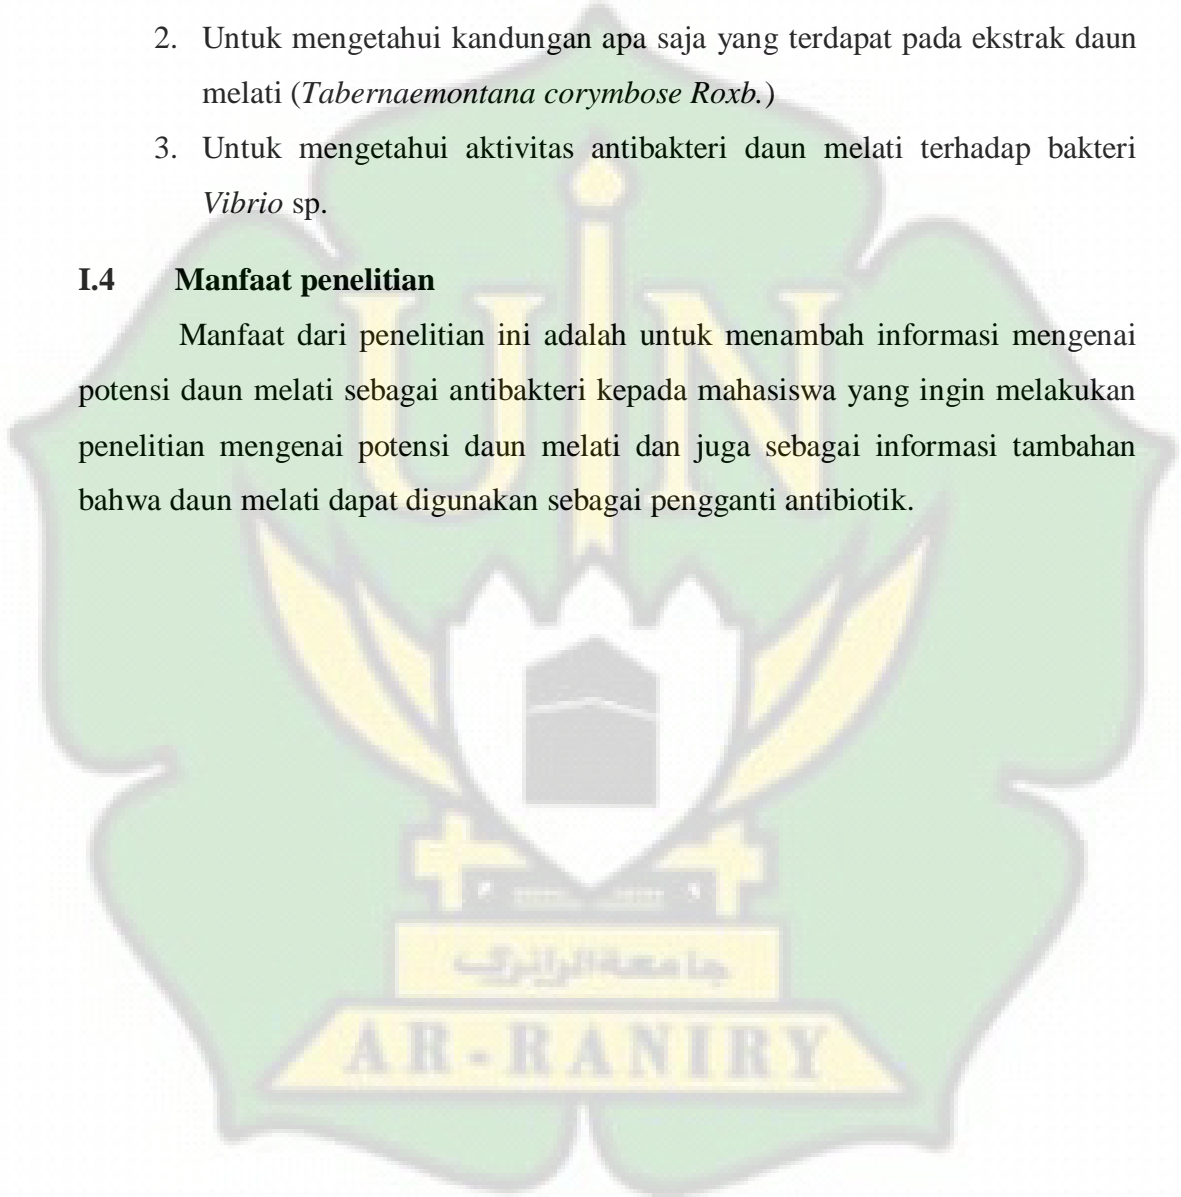 2. Untuk mengetahui kandungan apa saja yang terdapat pada ekstrak daun
melati (Tabernaemontana corymbose Roxb.)
3. Untuk mengetahui aktivitas antibakteri daun melati terhadap bakteri
Vibrio sp.
I.4 Manfaat penelitian
Manfaat dari penelitian ini adalah untuk menambah informasi mengenai
potensi daun melati sebagai antibakteri kepada mahasiswa yang ingin melakukan
penelitian mengenai potensi daun melati dan juga sebagai informasi tambahan
bahwa daun melati dapat digunakan sebagai pengganti antibiotik.
UIN
جامعة الرانري
AR-RANIRY